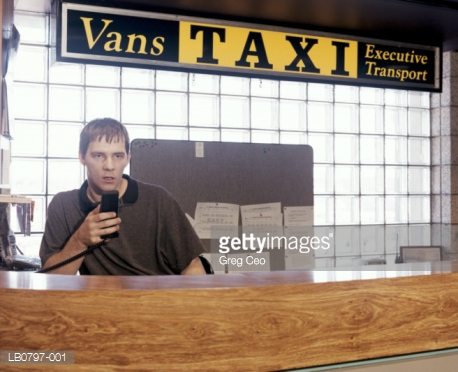 Vans TAXI Executive
Transport
gettyimages®
Greg Ceo
LB0797-001